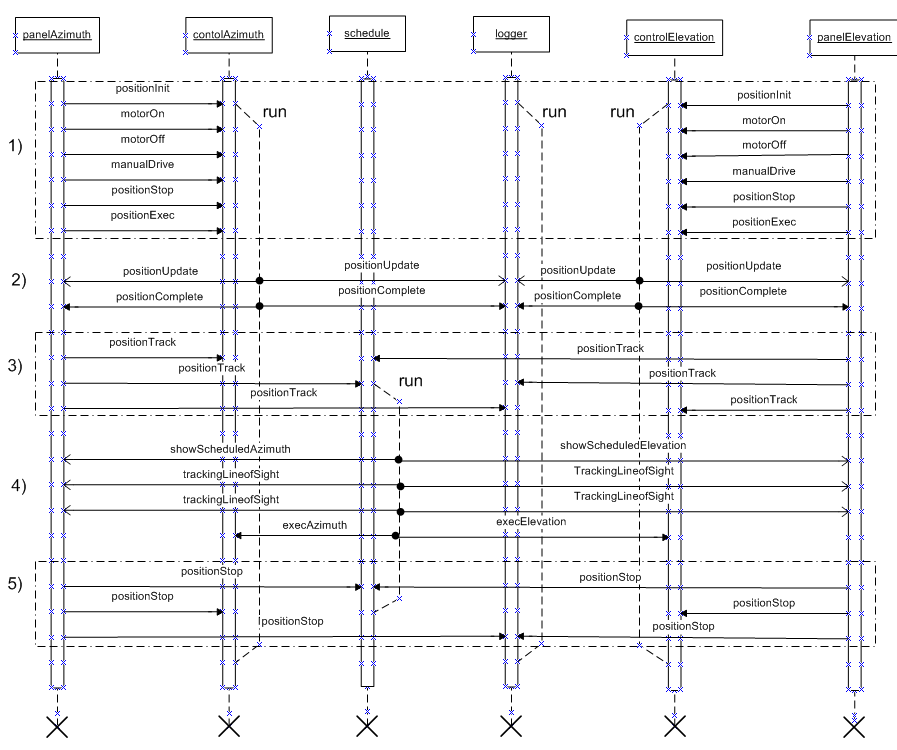 panelAzimuth
contolAzimuth
schedule
logger
controlElevation
panelElevation
1)
positionInit
run
run
run
positionInit
motorOn
motorOn
motorOff
motorOff
manualDrive
manualDrive
positionStop
positionStop
positionExec
positionExec
2)
positionUpdate
positionUpdate
positionUpdate
positionUpdate
positionComplete
positionComplete
positionComplete
positionComplete
3)
positionTrack
positionTrack
positionTrack
positionTrack
run
positionTrack
positionTrack
4)
showScheduledAzimuth
showScheduledElevation
trackingLineofSight
TrackingLineofSight
trackingLineofSight
TrackingLineofSight
execAzimuth
execElevation
5)
positionStop
positionStop
positionStop
positionStop
positionStop
positionStop